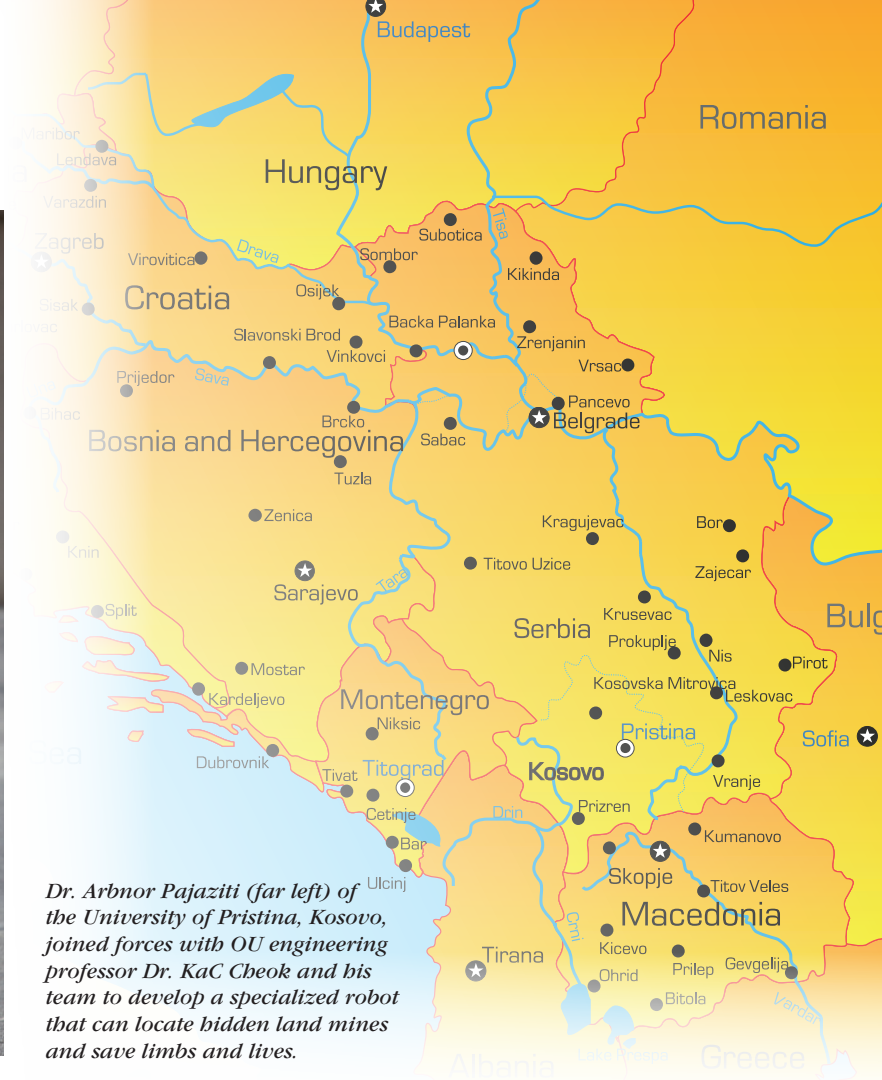 Budapest
Romania
Maribor
Lendava
Hungary
Varazdin
Tisa
Subotica
Zagreb
Drava
Sombor
Virovitica
Kikinda
Croatia
Osijek
Sisak
Backa Palanka
Slavonski Brod
Zrenjanin
Vinkovci
Vrsac
Prijedor
Sava
Pancevo
Bihac
Brcko
Belgrade
Bosnia and Hercegovina
Sabac
Tuzla
Zenica
Kragujevac
Bor
Knin
Titovo Uzice
Zajecar
Tara
Sarajevo
Split
Krusevac
Serbia
Bulg
Prokuplje
Nis
Mostar
Pirot
Kosovska Mitrovica
Kardeljevo
Leskovac
Montenegro
Niksic
Pristina
Sofia
Dubrovnik
Titograd
Kosovo
Tivat
Vranje
Cetinje
Drin
Prizren
Bar
Kumanovo
Ulcinj
Skopje
Titov Veles
Macedonia
Crni
Kicevo
Tirana
Prilep
Gevgelija
Ohrid
Bitola
Vardar
Lake Prespa
Albania
Greece
Dr. Arbnor Pajaziti (far left) of
the University of Pristina, Kosovo,
joined forces with OU engineering
professor Dr. KaC Cheok and his
team to develop a specialized robot
that can locate hidden land mines
and save limbs and lives.